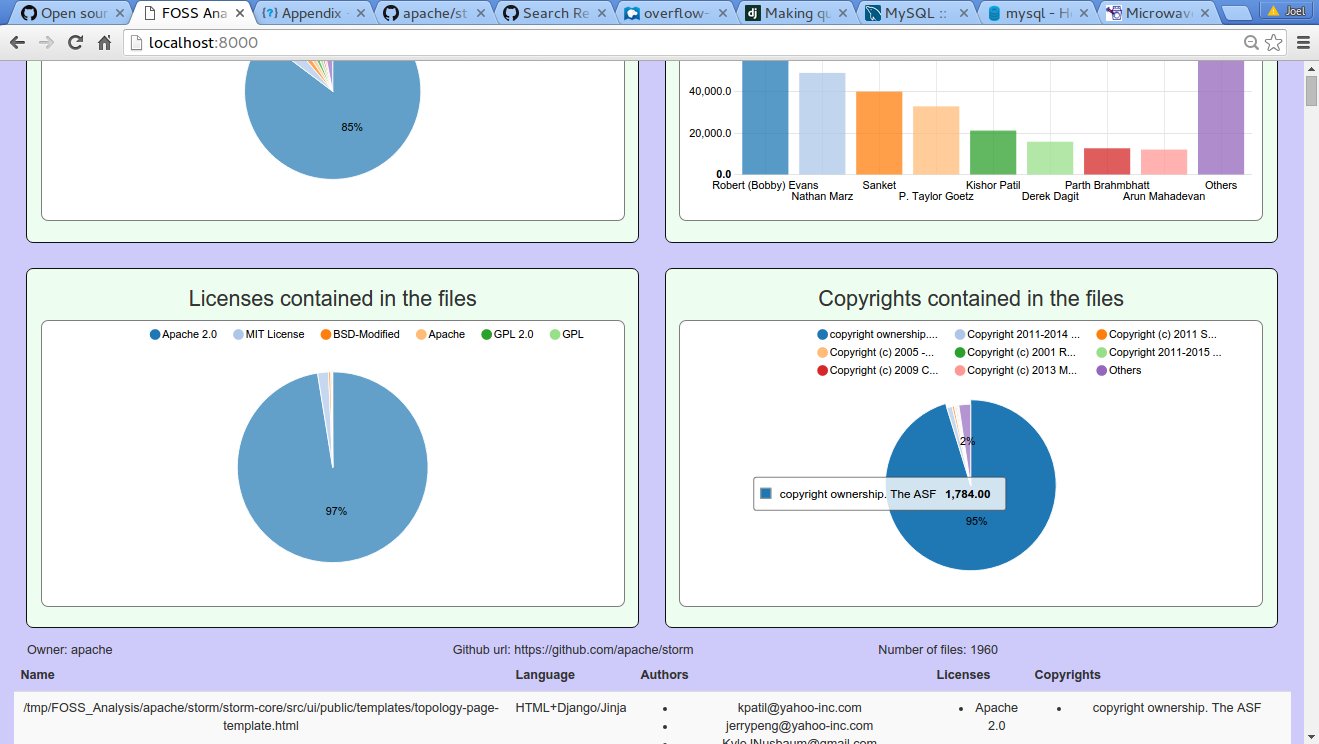 Open sour
FOSS Ana
Appendix
apache/st
Search Re
overflow-
Making qu
MySQL ::
mysql - H
Microwave
Joel
localhost:8000
85%
40,000.0
20,000.0
0.0
Robert (Bobby) Evans
Nathan Marz
Sanket
P. Taylor Goetz
Kishor Patil
Derek Dagit
Parth Brahmbhatt
Arun Mahadevan
Others
Licenses contained in the files
Apache 2.0 MIT License BSD-Modified Apache GPL 2.0 GPL
97%
Copyrights contained in the files
copyright ownership.... Copyright 2011-2014 ... Copyright (c) 2011 S...
Copyright (c) 2005 -... Copyright (c) 2001 R... Copyright 2011-2015 ...
Copyright (c) 2009 C... Copyright (c) 2013 M... Others
2%
copyright ownership. The ASF 1,784.00
95%
Owner: apache Github url: https://github.com/apache/storm Number of files: 1960
Name Language Authors Licenses Copyrights
/tmp/FOSS_Analysis/apache/storm/storm-core/src/ui/public/templates/topology-page-
template.html
HTML+Django/Jinja
kpatil@yahoo-inc.com
jerrypeng@yahoo-inc.com
Kyle.INusbaum@gmail.com
Apache
2.0
copyright ownership. The ASF